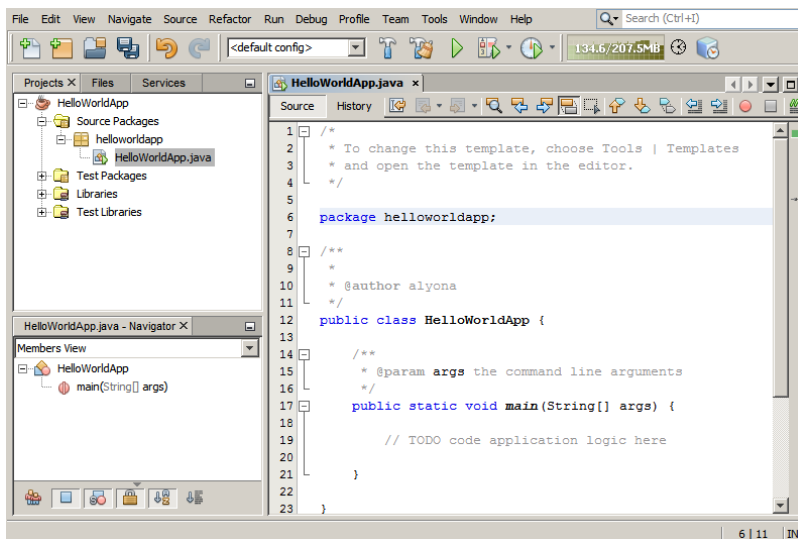 File Edit View Navigate Source Refactor Run Debug Profile Team Tools Window Help Search (Ctrl+I)
<default config> 134.6/207.5MB
Projects Files Services
HelloWorldApp
Source Packages
helloworldapp
HelloWorldApp.java
Test Packages
Libraries
Test Libraries
HelloWorldApp.java - Navigator
Members View
HelloWorldApp
main(String[] args)
HelloWorldApp.java
Source History
1 /*
2 * To change this template, choose Tools | Templates
3 * and open the template in the editor.
4 */
5
6 package helloworldapp;
7
8 /**
9 *
10 * @author alyona
11 */
12 public class HelloWorldApp {
13
14 /**
15 * @param args the command line arguments
16 */
17 public static void main(String[] args) {
18
19 // TODO code application logic here
20
21 }
22
23 }
6 | 11 IN